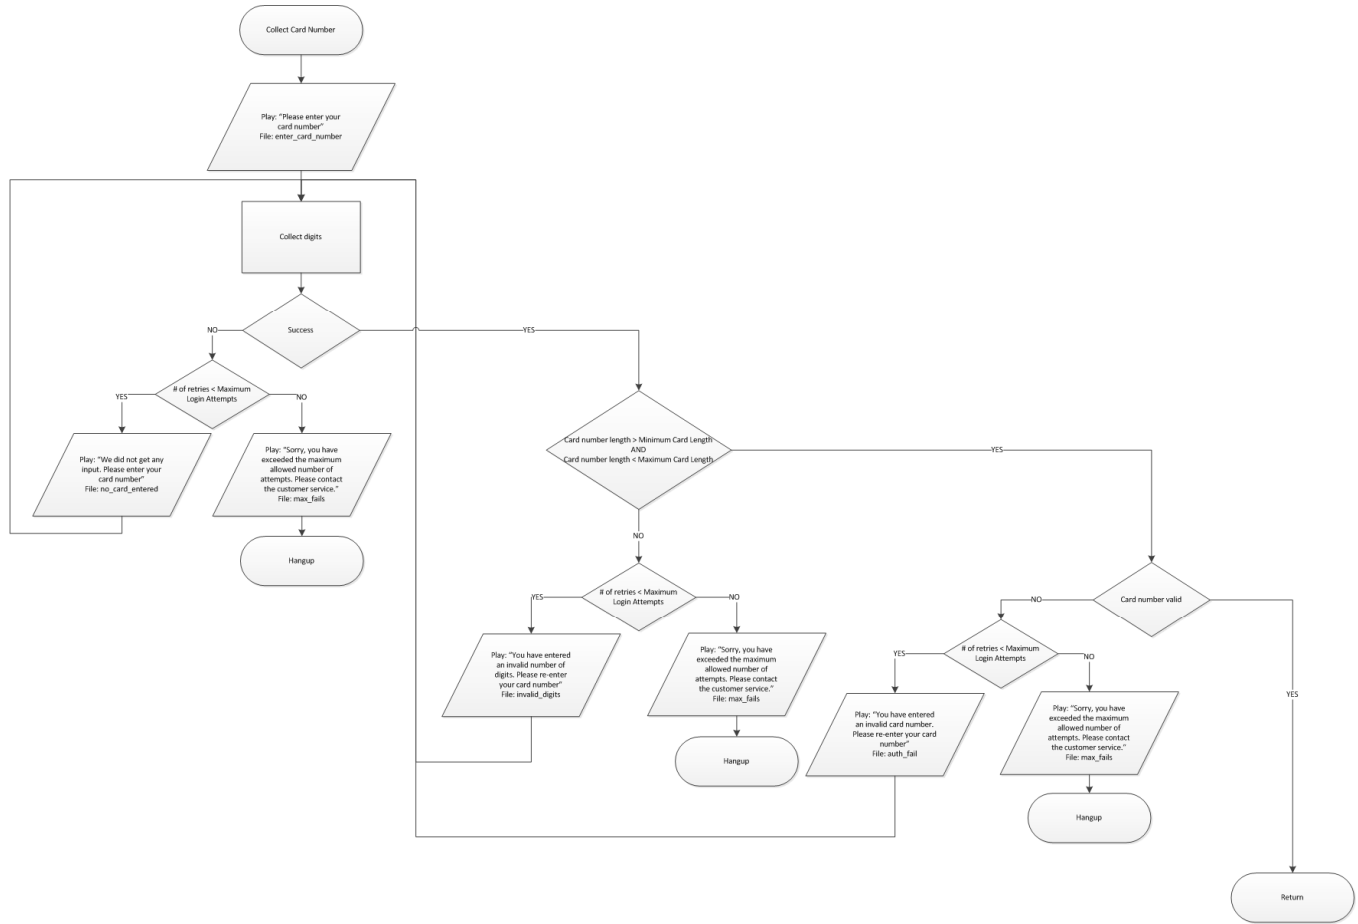 Collect Card Number
Play: “Please enter your
card number”
File: enter_card_number
Collect digits
Success
NO
YES
# of retries < Maximum
Login Attempts
YES
NO
Play: “We did not get any
input. Please enter your
card number”
File: no_card_entered
Play: “Sorry, you have
exceeded the maximum
allowed number of
attempts. Please contact
the customer service.”
File: max_fails
Hangup
Card number length > Minimum Card Length
AND
Card number length < Maximum Card Length
YES
NO
# of retries < Maximum
Login Attempts
YES
NO
Play: “You have entered
an invalid number of
digits. Please re-enter
your card number”
File: invalid_digits
Play: “Sorry, you have
exceeded the maximum
allowed number of
attempts. Please contact
the customer service.”
File: max_fails
Hangup
Card number valid
NO
YES
# of retries < Maximum
Login Attempts
YES
NO
Play: “You have entered
an invalid card number.
Please re-enter your card
number”
File: auth_fail
Play: “Sorry, you have
exceeded the maximum
allowed number of
attempts. Please contact
the customer service.”
File: max_fails
Hangup
Return